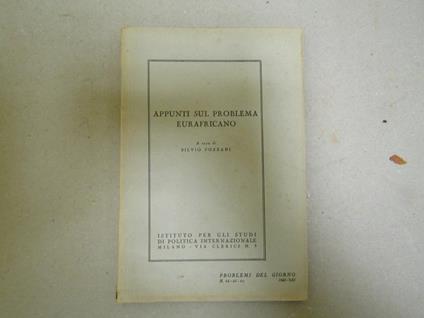 APPUNTI SUL PROBLEMA
EURAFRICANO
A cura di
SILVIO POZZANI
ISTITUTO PER GLI STUDI
DI POLITICA INTERNAZIONALE
MILANO - VIA CLERICI N. 5
PROBLEMI DEL GIORNO
N.